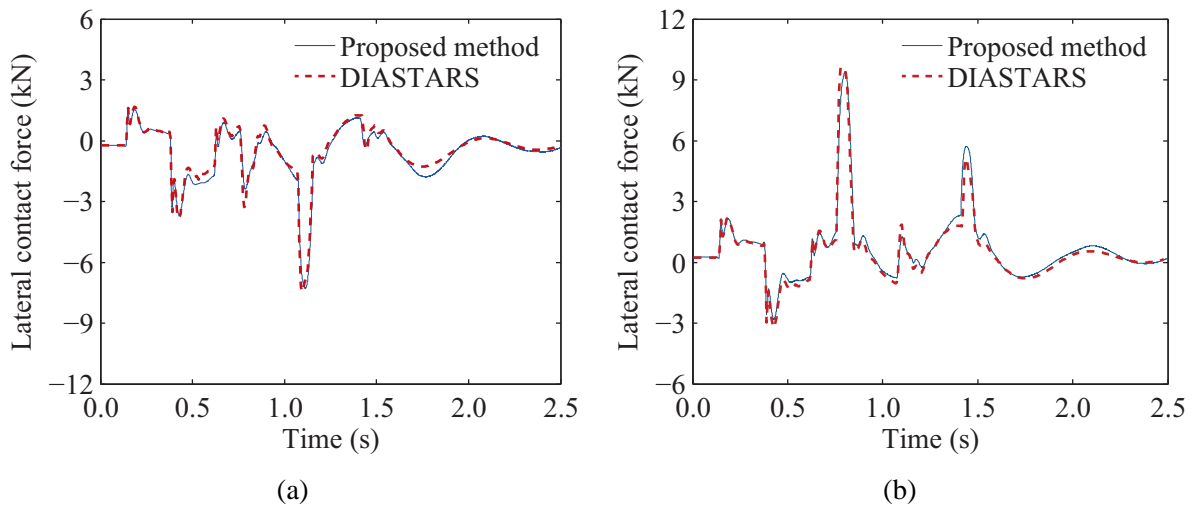 6
3
0
−3
−6
−9
−12
Lateral contact force (kN)
Proposed method
DIASTARS
0.0 0.5 1.0 1.5 2.0 2.5
Time (s)
(a)
12
9
6
3
0
−3
−6
Lateral contact force (kN)
Proposed method
DIASTARS
0.0 0.5 1.0 1.5 2.0 2.5
Time (s)
(b)